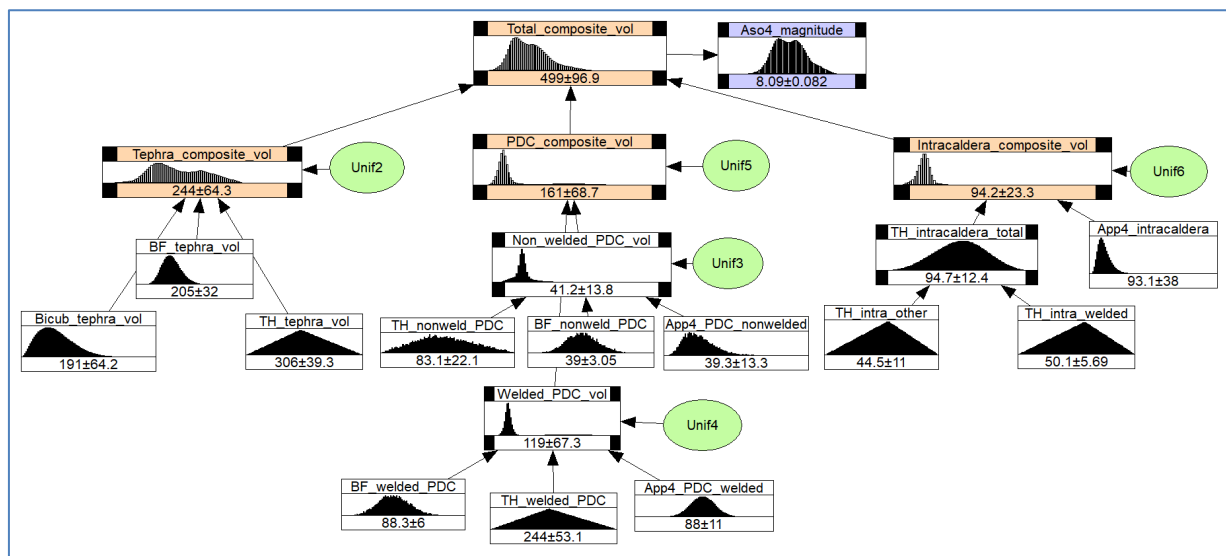 Total_composite_vol
499±96.9
Aso4_magnitude
8.09±0.082
Tephra_composite_vol
244±64.3
Unif2
PDC_composite_vol
161±68.7
Unif5
Intracaldera_composite_vol
94.2±23.3
Unif6
BF_tephra_vol
205±32
Non_welded_PDC_vol
41.2±13.8
Unif3
TH_intracaldera_total
94.7±12.4
App4_intracaldera
93.1±38
Bicub_tephra_vol
191±64.2
TH_tephra_vol
306±39.3
TH_nonweld_PDC
83.1±22.1
BF_nonweld_PDC
39±3.05
App4_PDC_nonwelded
39.3±13.3
TH_intra_other
44.5±11
TH_intra_welded
50.1±5.69
Welded_PDC_vol
119±67.3
Unif4
BF_welded_PDC
88.3±6
TH_welded_PDC
244±53.1
App4_PDC_welded
88±11